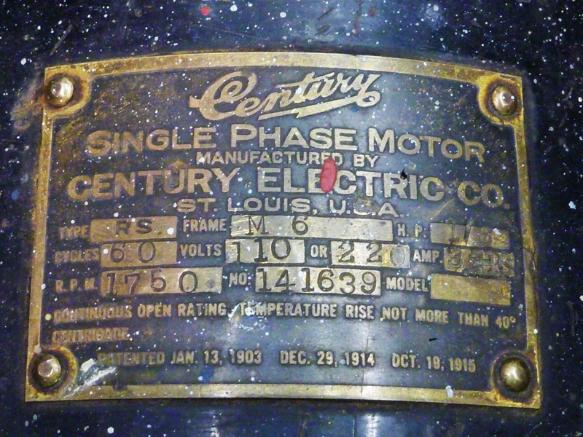 Century
SINGLE PHASE MOTOR
MANUFACTURED BY
CENTURY ELECTRIC CO.
ST. LOUIS, U.S.A
TYPE RS FRAME M 6 H.P.
CYCLES 60 VOLTS 110 OR 220 AMP.
R.P.M. 1750 NO. 141639 MODEL
CONTINUOUS OPEN RATING, TEMPERATURE RISE NOT MORE THAN 40°
CENTIGRADE
PATENTED JAN. 13, 1903 DEC. 29, 1914 OCT. 19, 1915